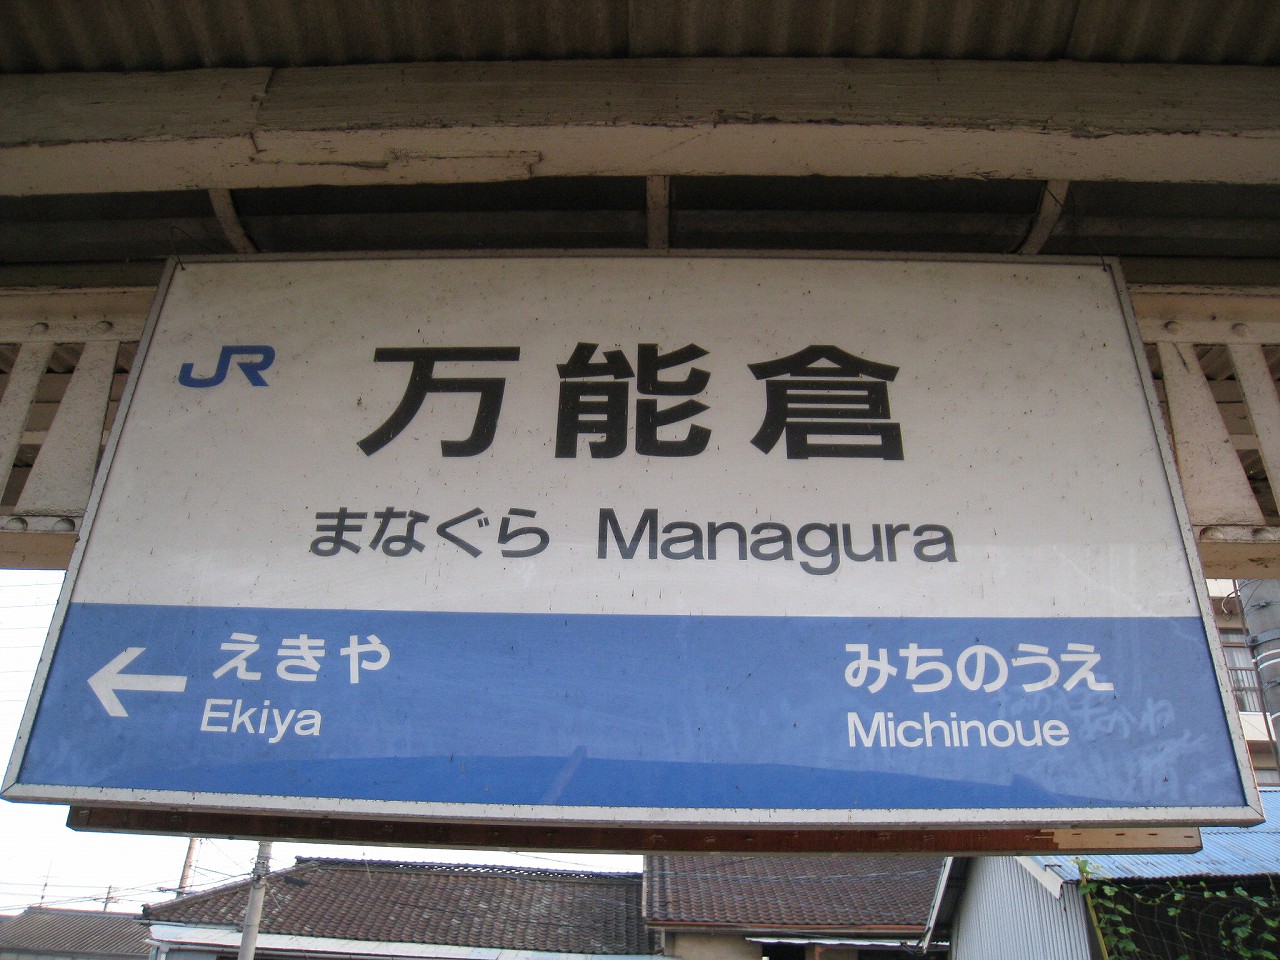 JR
万能倉
まなぐら Managura
← えきや みちのうえ
Ekiya Michinoue